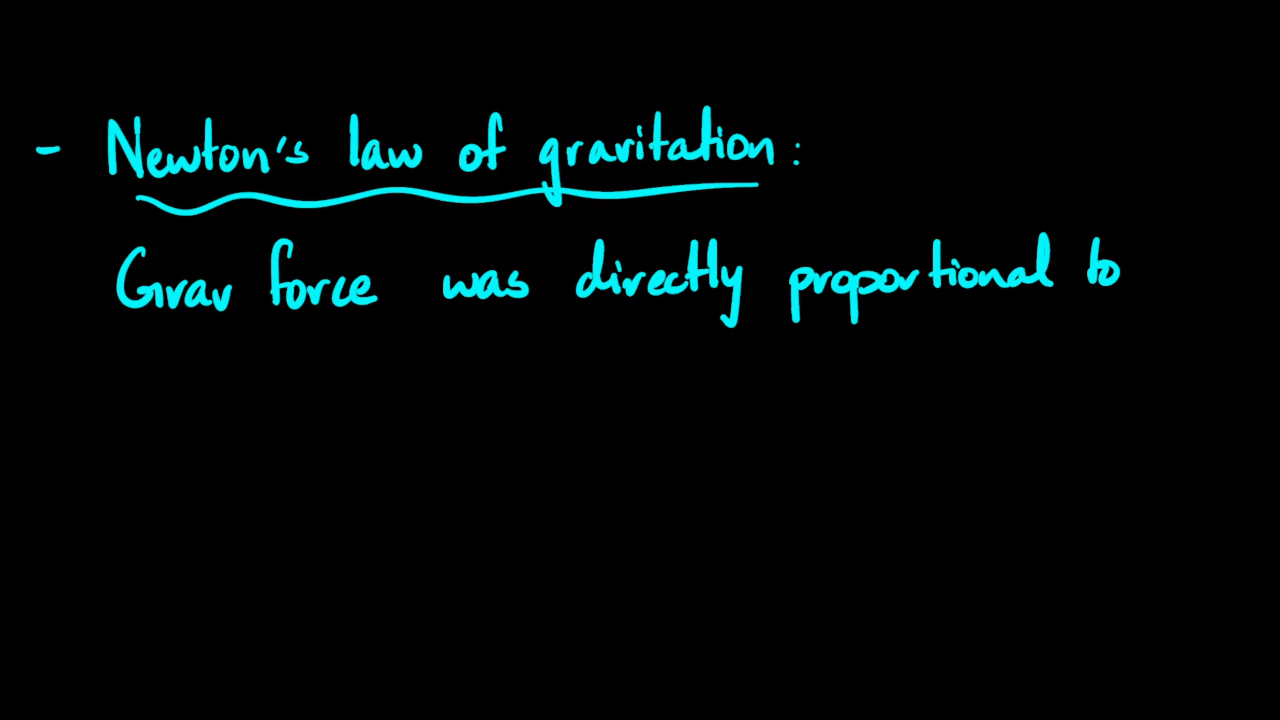 - Newton's law of gravitation:
Grav force was directly proportional to